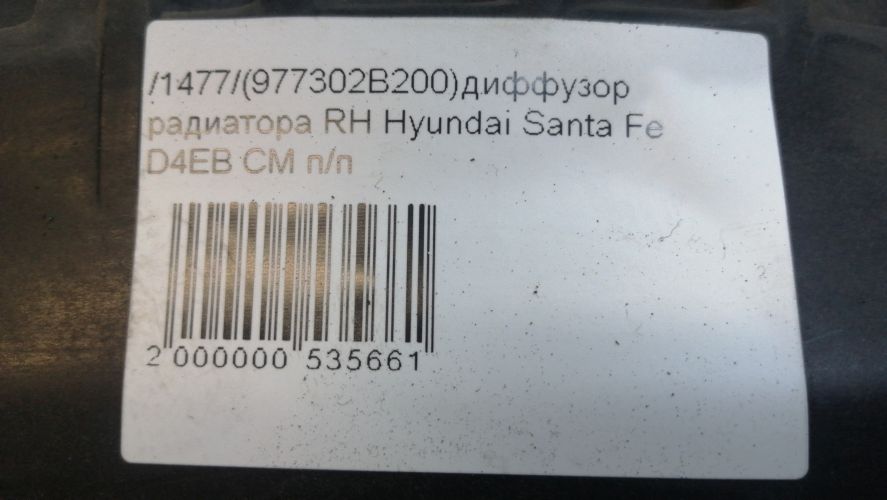 /1477/(977302B200)диффузор
радиатора RH Hyundai Santa Fe
D4EB CM п/п
2 000000 535661